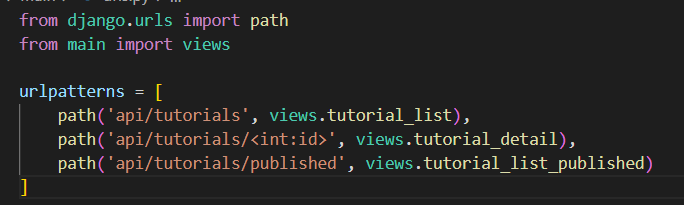 from django.urls import path
from main import views
urlpatterns = [
    path('api/tutorials', views.tutorial_list),
    path('api/tutorials/<int:id>', views.tutorial_detail),
    path('api/tutorials/published', views.tutorial_list_published)
]